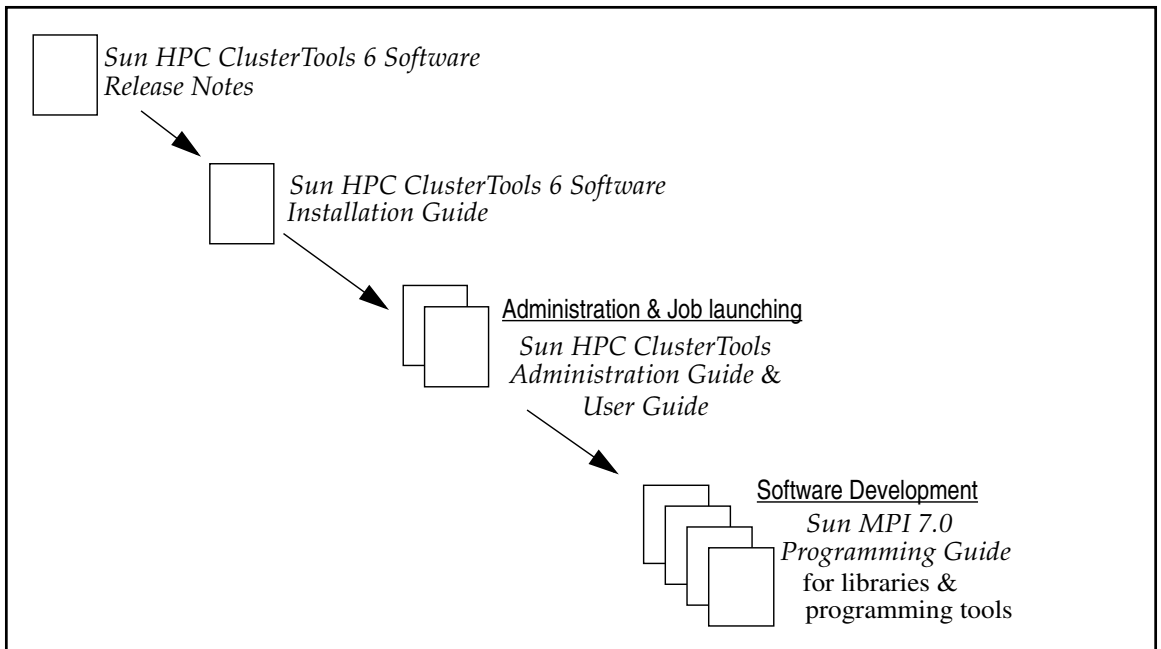 Sun HPC ClusterTools 6 Software
Release Notes
Sun HPC ClusterTools 6 Software
Installation Guide
Administration & Job launching
Sun HPC ClusterTools
Administration Guide &
User Guide
Software Development
Sun MPI 7.0
Programming Guide
for libraries &
programming tools